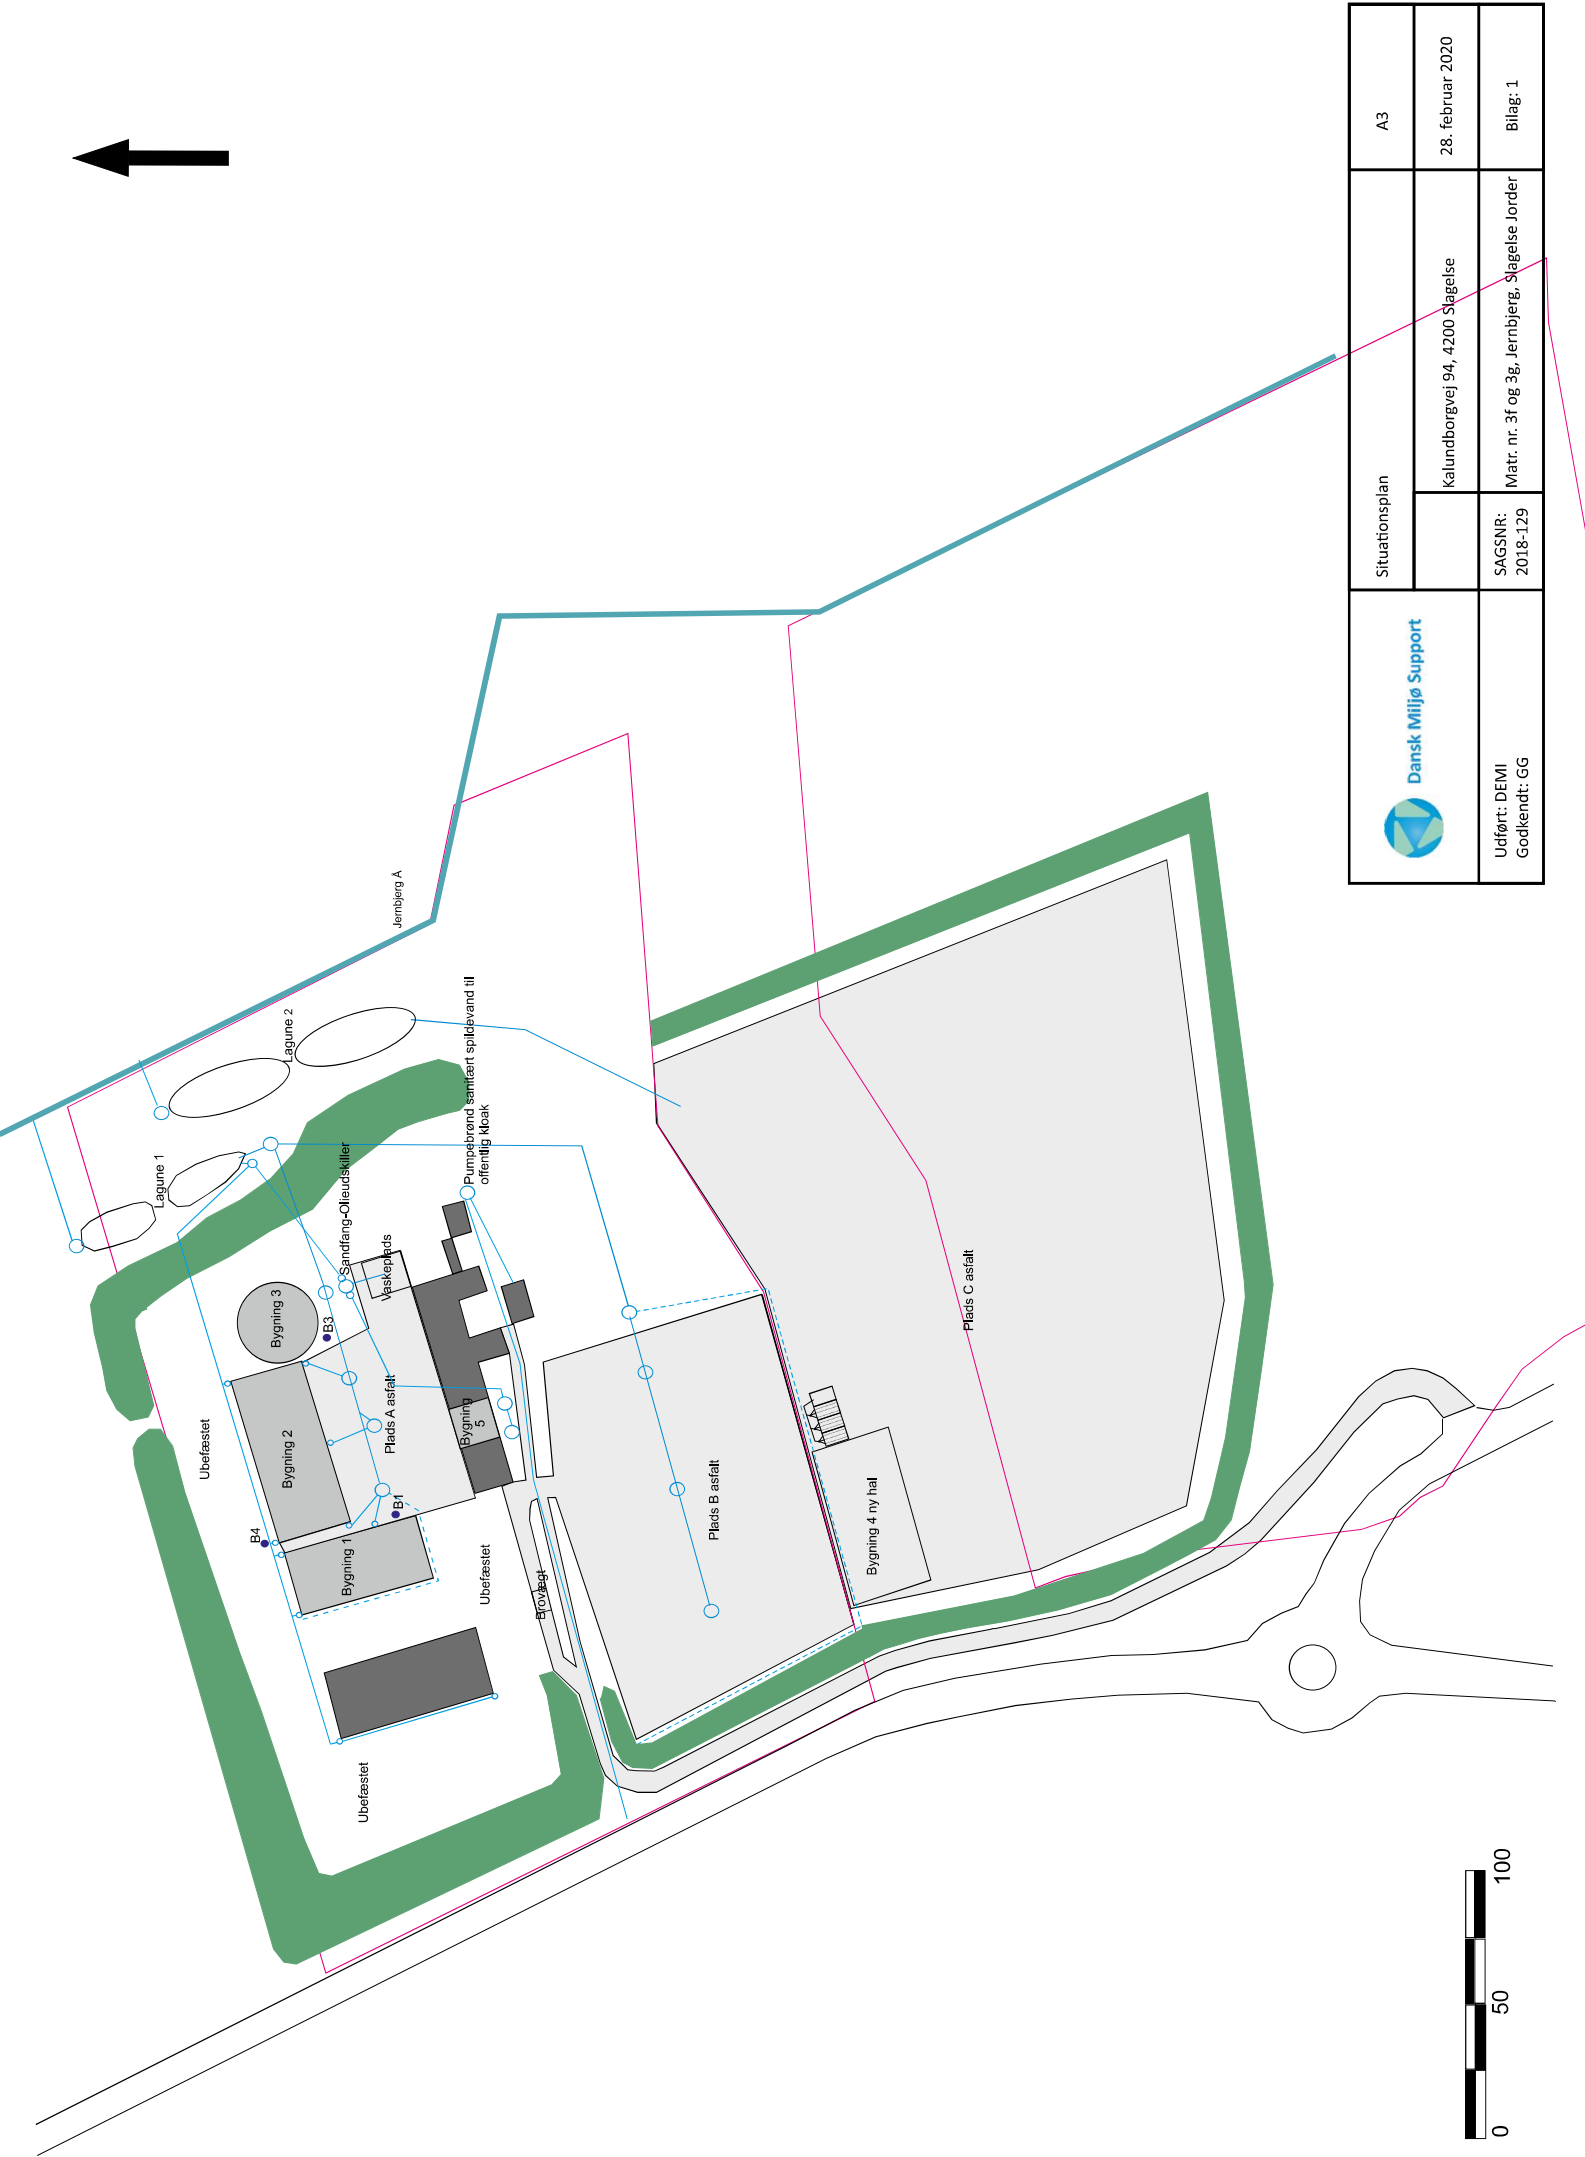 Jernbjerg Å
Lagune 2
Lagune 1
Pumpebrønd sanitært spildevand til
offentlig kloak
Sandfang-Olieudskiller
Vaskeplads
Bygning 3
B3
Ubefæstet
Bygning 2
Plads A asfalt
Bygning
5
B4
B1
Bygning 1
Ubefæstet
Brovægt
Ubefæstet
Plads B asfalt
Plads C asfalt
Bygning 4 ny hal
0
50
100
Dansk Miljø Support
Udført: DEMI
Godkendt: GG
Situationsplan
A3
Kalundborgvej 94, 4200 Slagelse
28. februar 2020
SAGSNR:
2018-129
Matr. nr. 3f og 3g, Jernbjerg, Slagelse Jorder
Bilag: 1